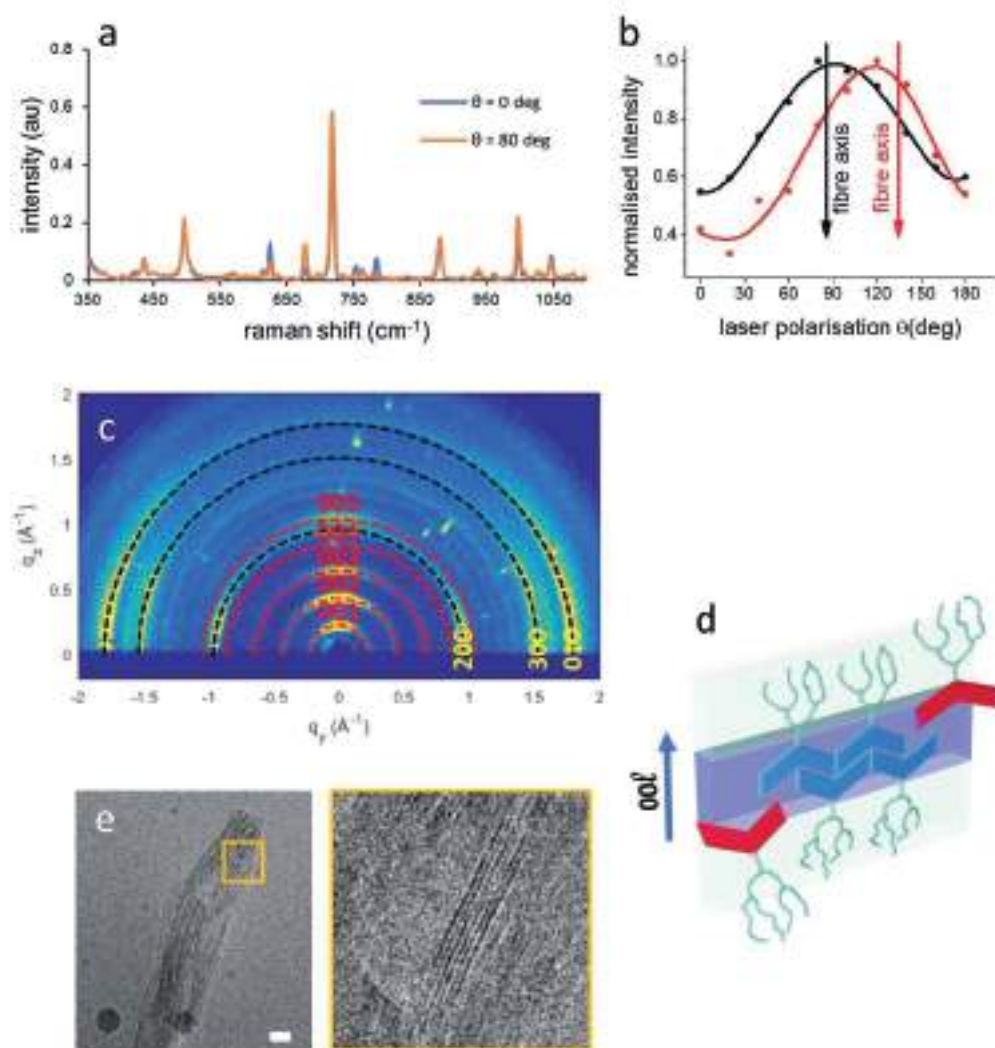 a
0.8
0.6
0.4
0.2
0
intensity (au)
θ = 0 deg
θ = 80 deg
350 450 550 650 750 850 950 1050
raman shift (cm⁻¹)
b
1.0
0.8
0.6
0.4
normalised intensity
fibre axis
fibre axis
0 30 60 90 120 150 180
laser polarisation θ(deg)
c
2
1.5
1
0.5
0
q_z (Å⁻¹)
200
300
010
-2 -1.5 -1 -0.5 0 0.5 1 1.5 2
q_y (Å⁻¹)
d
00ℓ
e